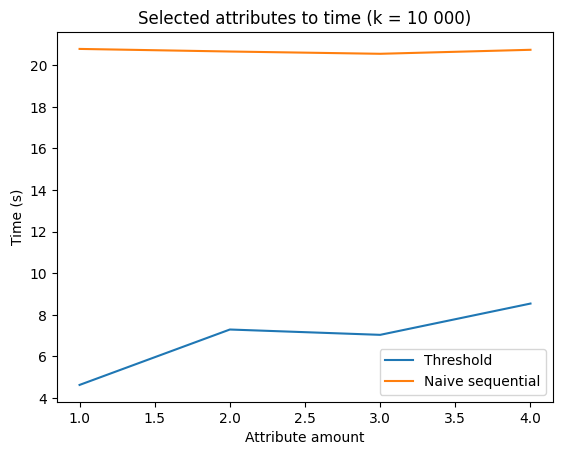 Selected attributes to time (k = 10 000)
Time (s)
20
18
16
14
12
10
8
6
4
Threshold
Naive sequential
1.0 1.5 2.0 2.5 3.0 3.5 4.0
Attribute amount